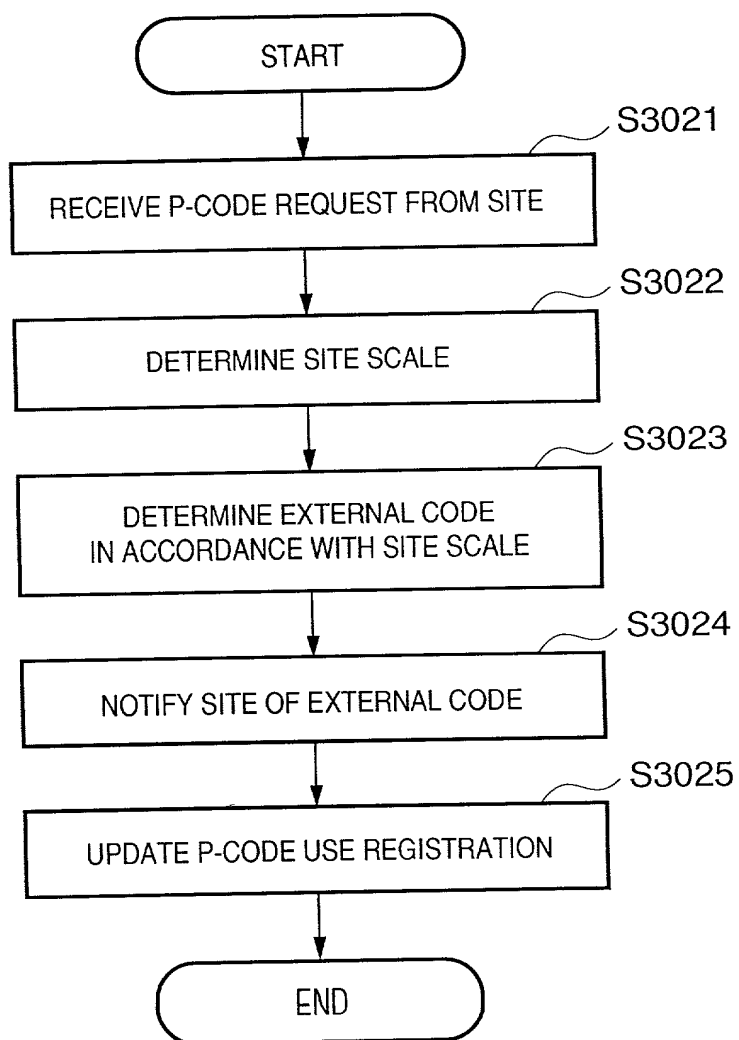 START
S3021
RECEIVE P-CODE REQUEST FROM SITE
S3022
DETERMINE SITE SCALE
S3023
DETERMINE EXTERNAL CODE
IN ACCORDANCE WITH SITE SCALE
S3024
NOTIFY SITE OF EXTERNAL CODE
S3025
UPDATE P-CODE USE REGISTRATION
END